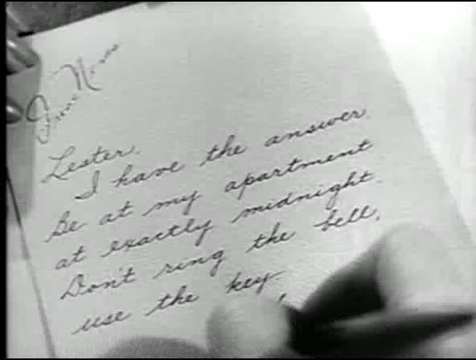 Lester,
I have the answer.
Be at my apartment
at exactly midnight.
Don't ring the bell,
use the key